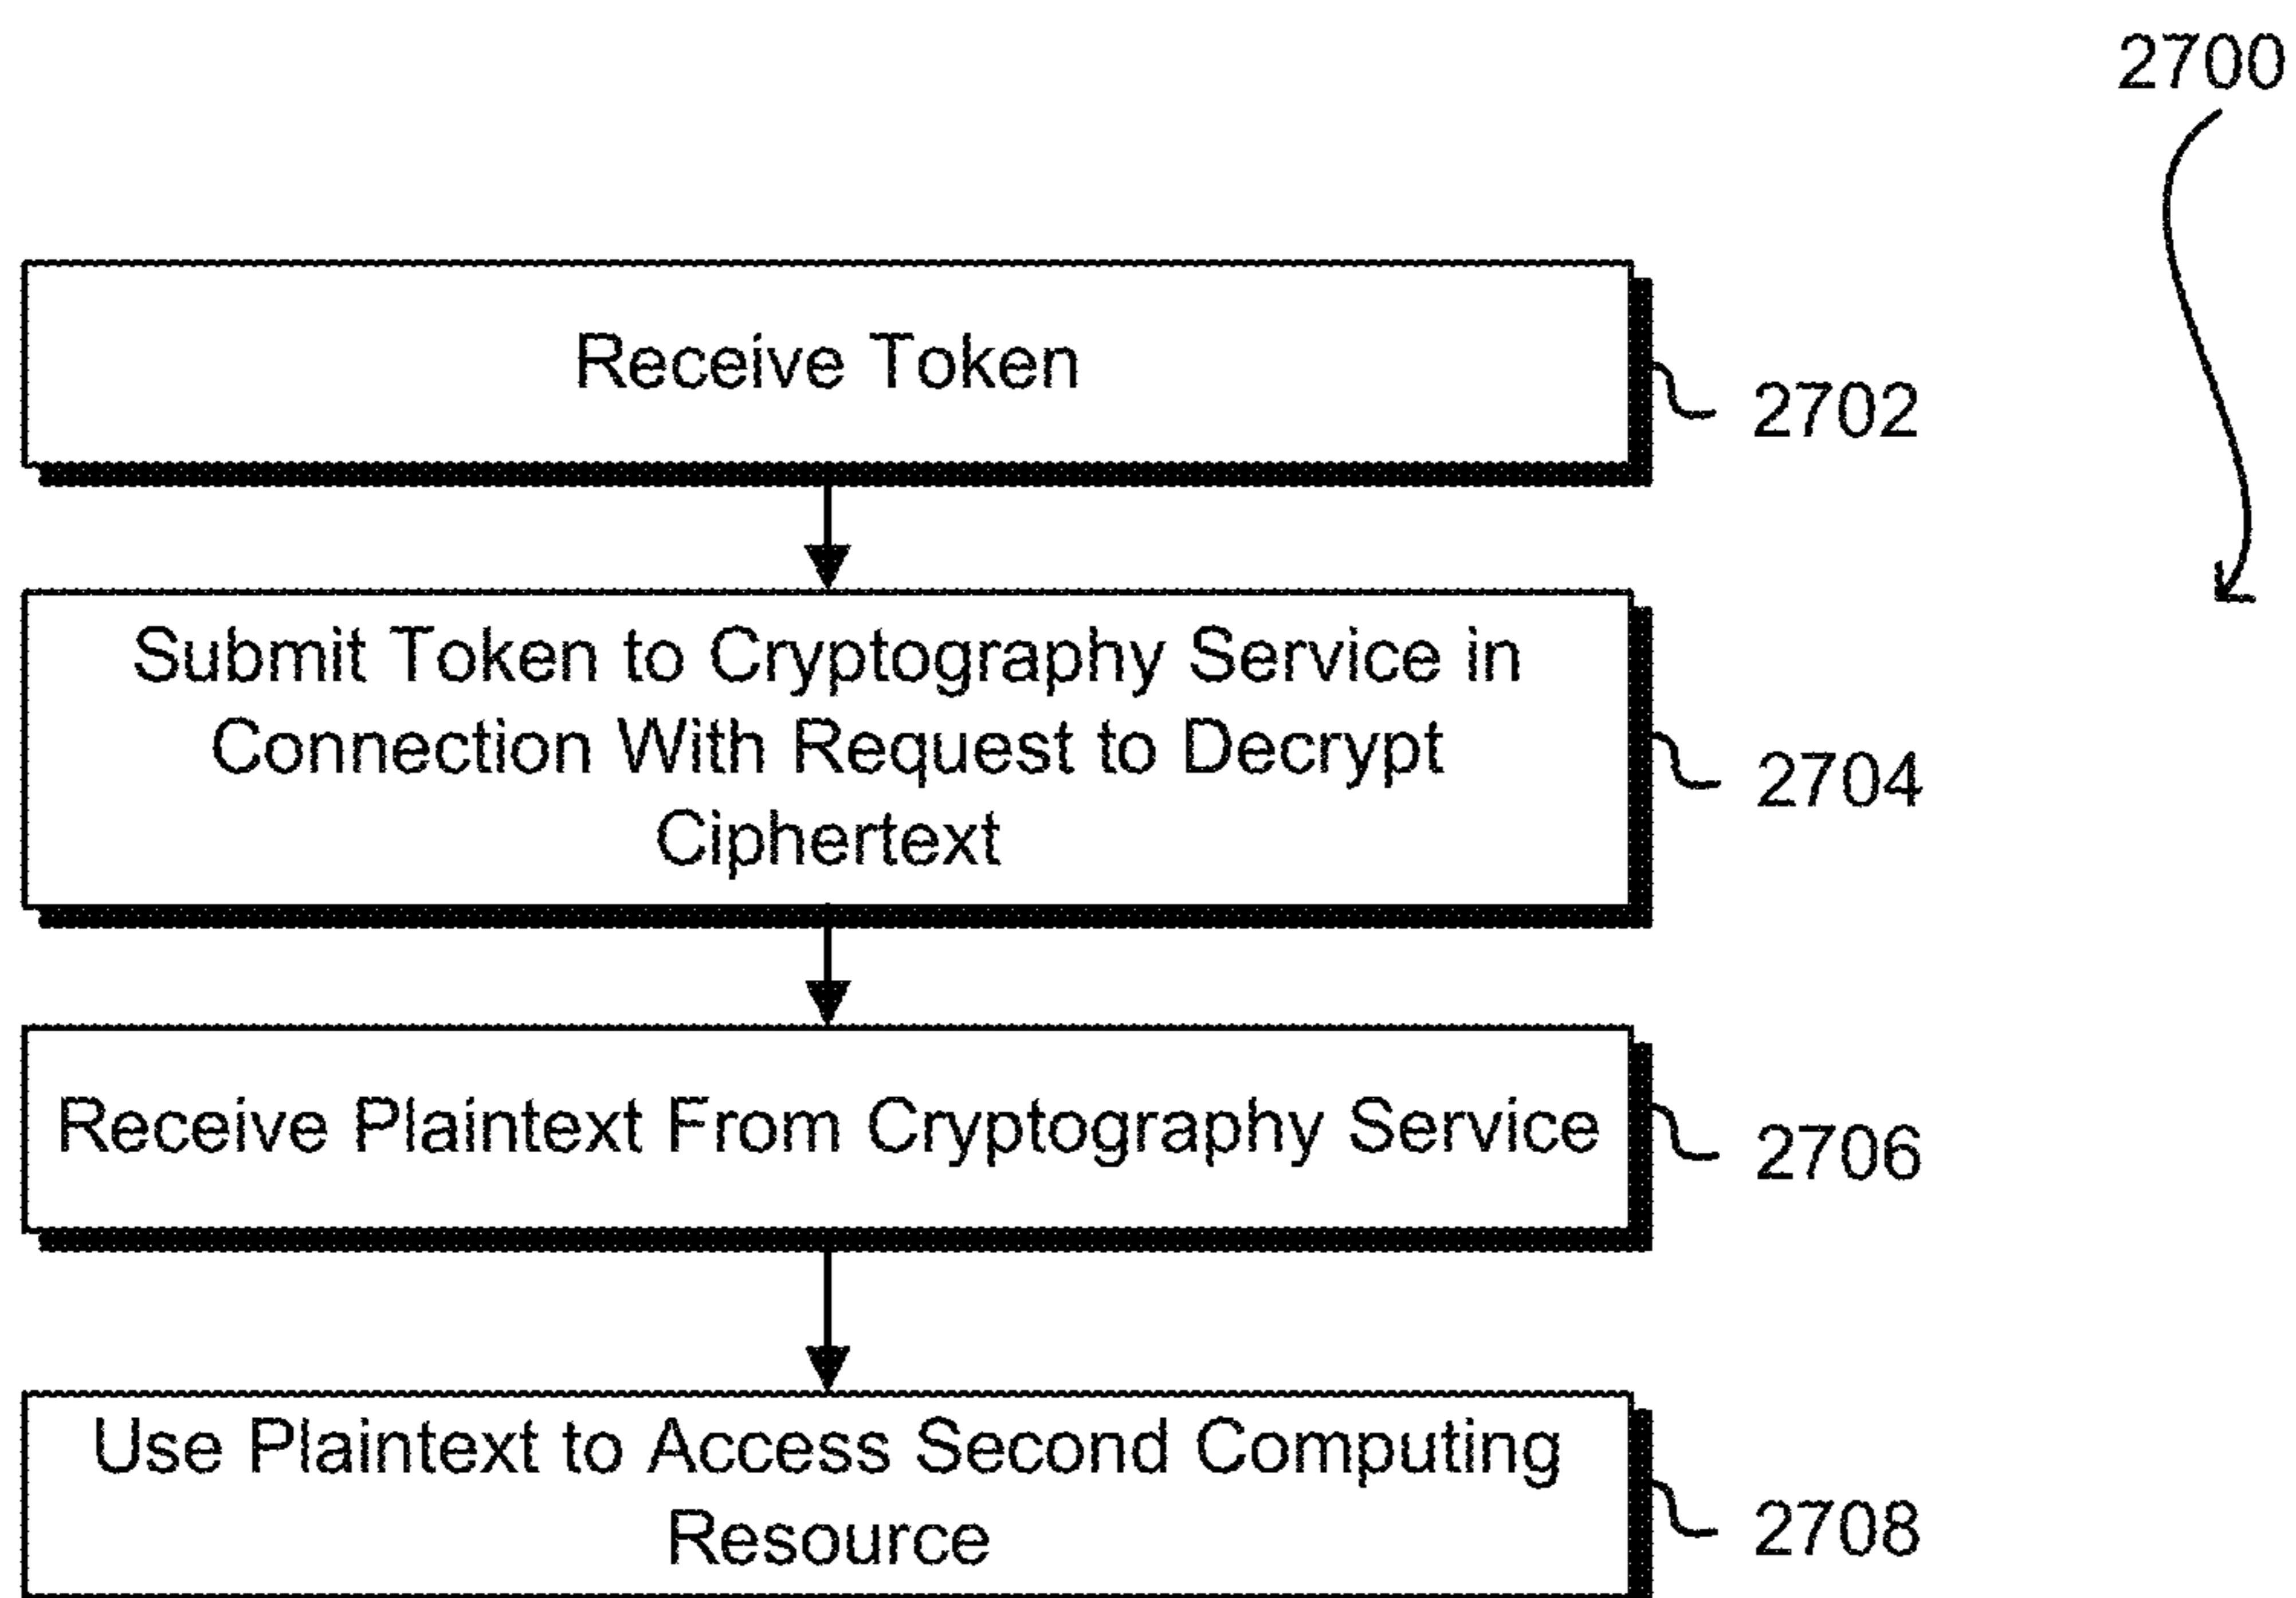 2700
Receive Token
2702
Submit Token to Cryptography Service in
Connection With Request to Decrypt
Ciphertext
2704
Receive Plaintext From Cryptography Service
2706
Use Plaintext to Access Second Computing
Resource
2708